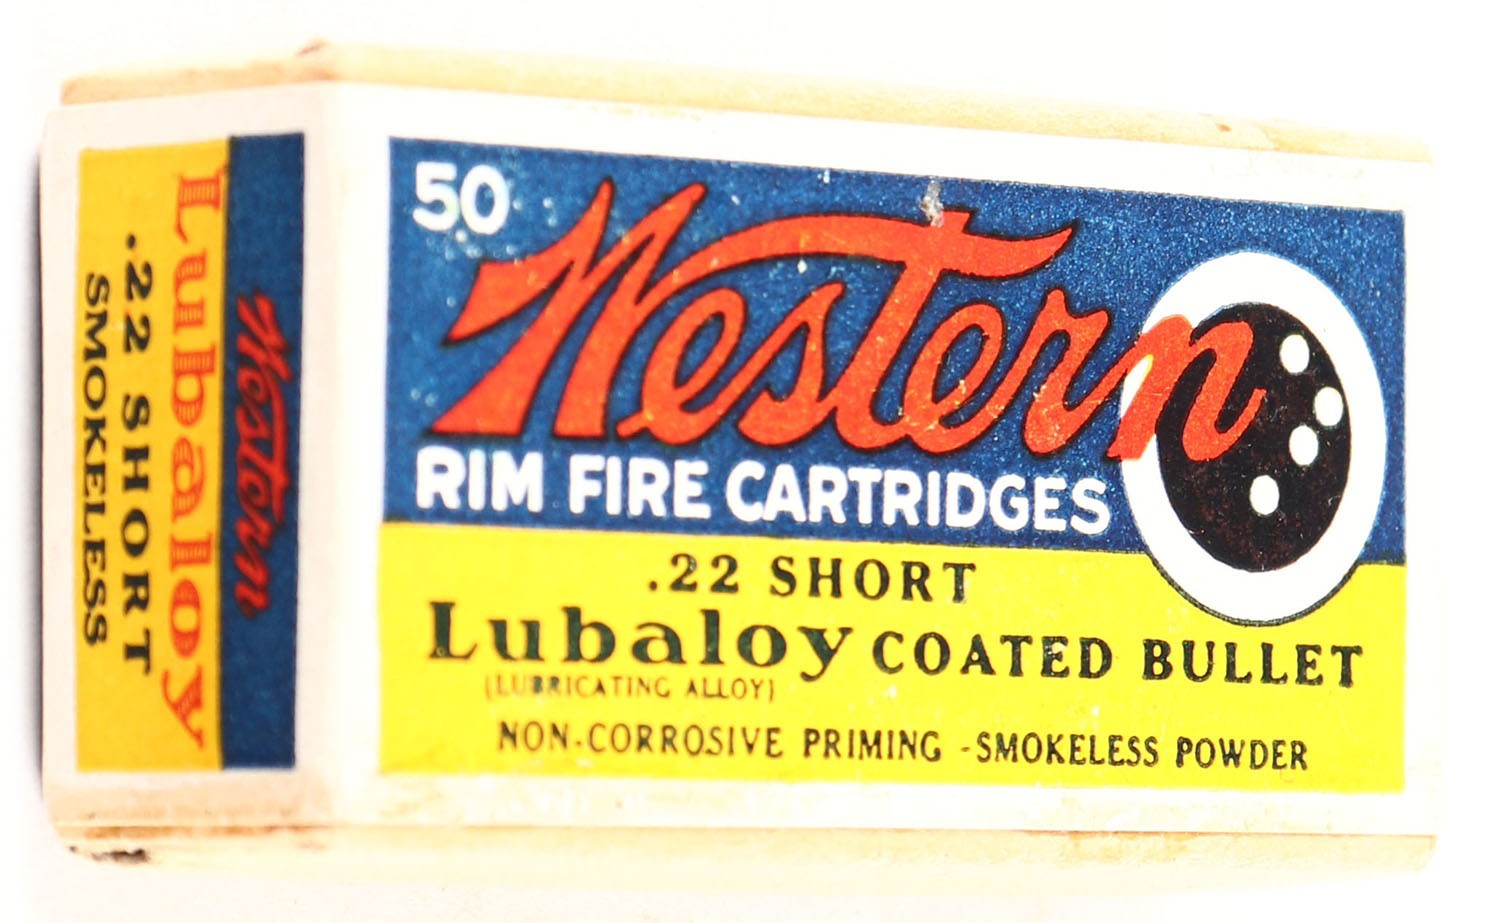 50
Western
RIM FIRE CARTRIDGES
.22 SHORT
Lubaloy COATED BULLET
(LUBRICATING ALLOY)
NON-CORROSIVE PRIMING - SMOKELESS POWDER
Western
Lubaloy
.22 SHORT
SMOKELESS